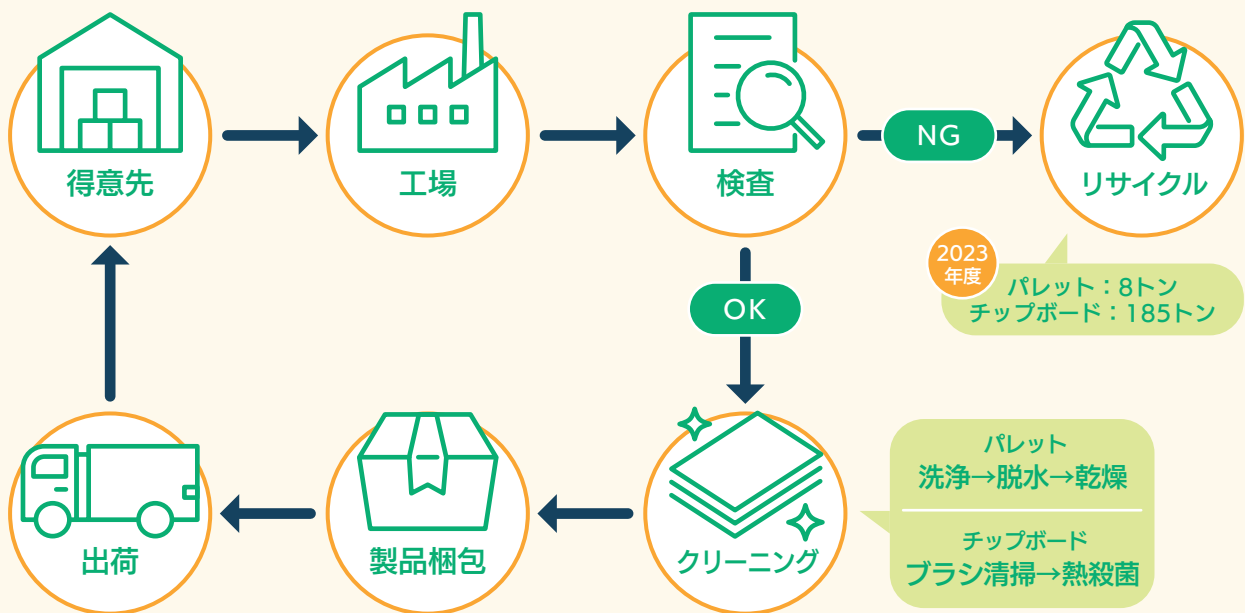 得意先
工場
検査
NG
リサイクル
2023
年度
パレット：8トン
チップボード：185トン
OK
クリーニング
パレット
洗浄→脱水→乾燥
チップボード
ブラシ清掃→熱殺菌
製品梱包
出荷